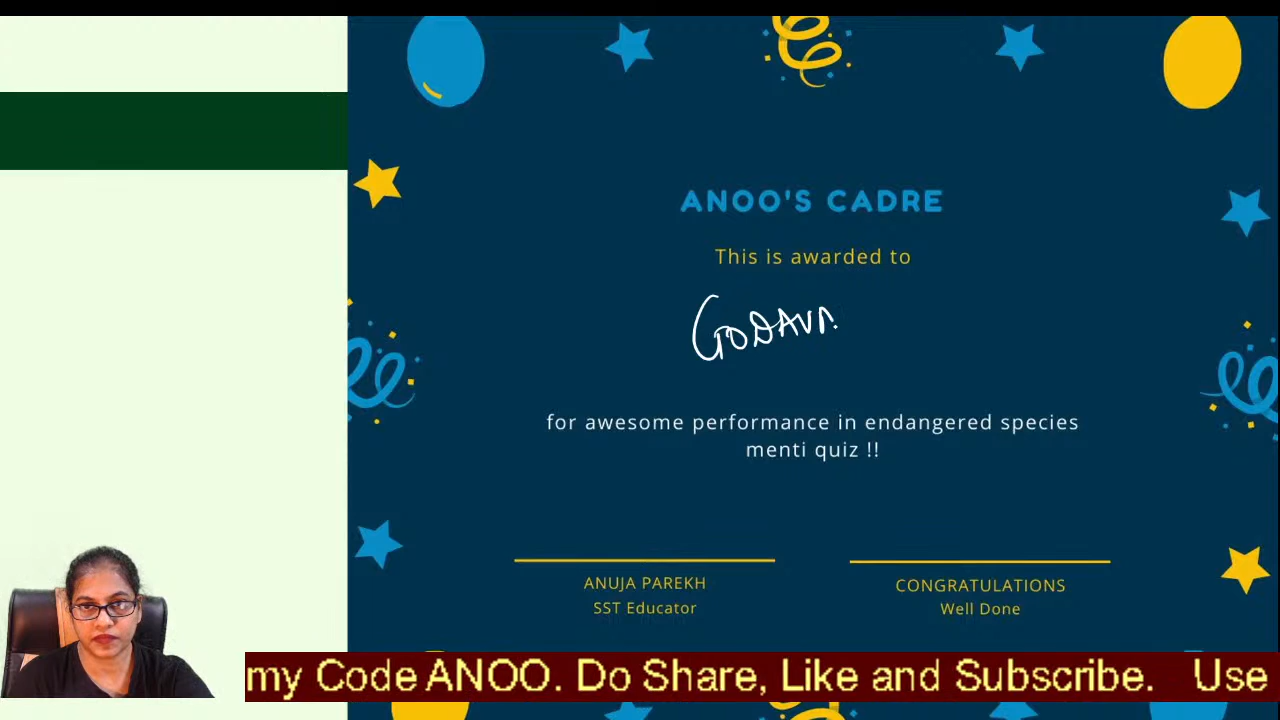 ANOO'S CADRE
This is awarded to
for awesome performance in endangered species
menti quiz !!
ANUJA PAREKH
SST Educator
CONGRATULATIONS
Well Done
my Code ANOO. Do Share, Like and Subscribe. Use